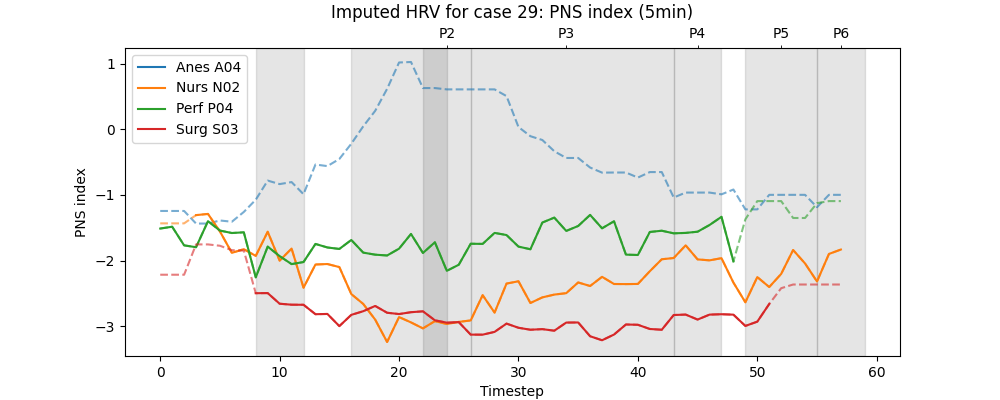 Imputed HRV for case 29: PNS index (5min)
P2 P3 P4 P5 P6
Anes A04
Nurs N02
Perf P04
Surg S03
1
0
−1
−2
−3
PNS index
0 10 20 30 40 50 60
Timestep